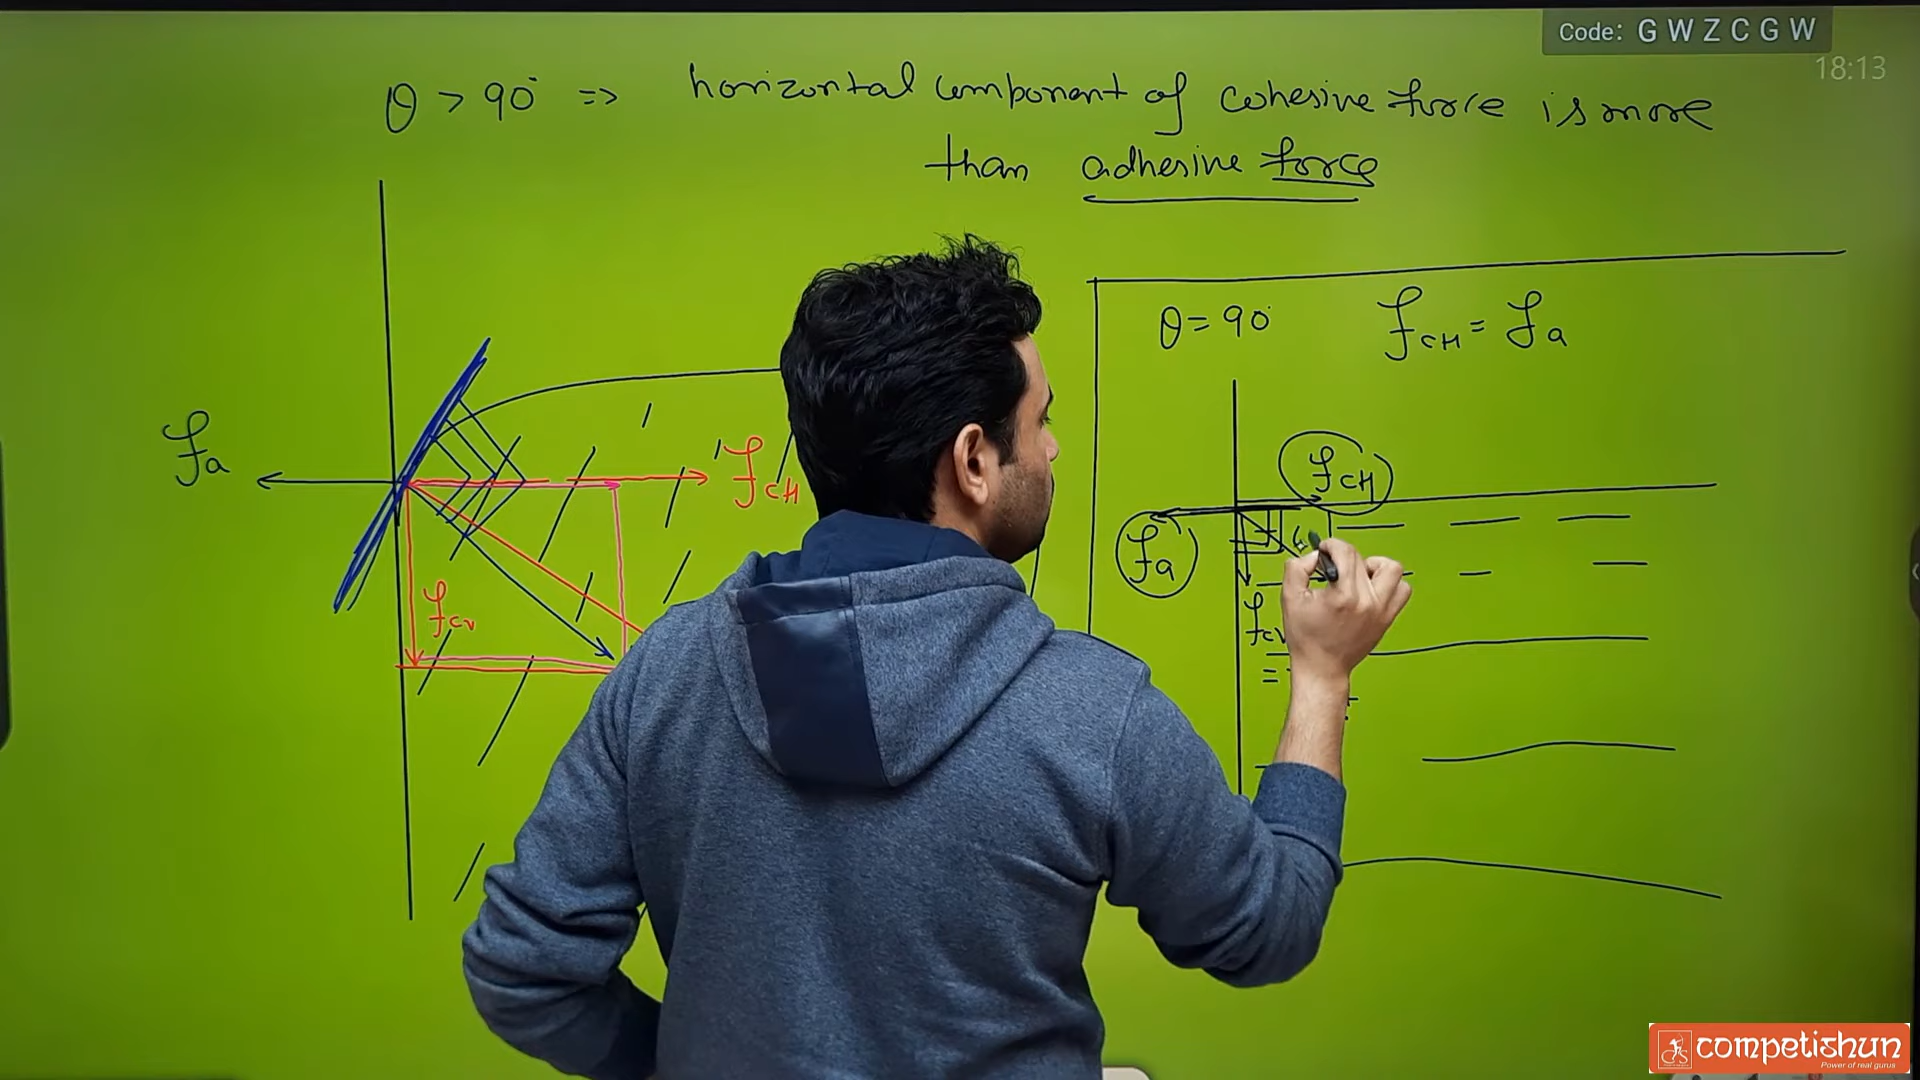 Code: G W Z C G W
18:13
θ > 90° => horizontal component of cohesive force is more
than adhesive force
θ = 90° fCH = fa
fa
fCH
fCH
fa
fcv
fcv
competishun
Power of real gurus